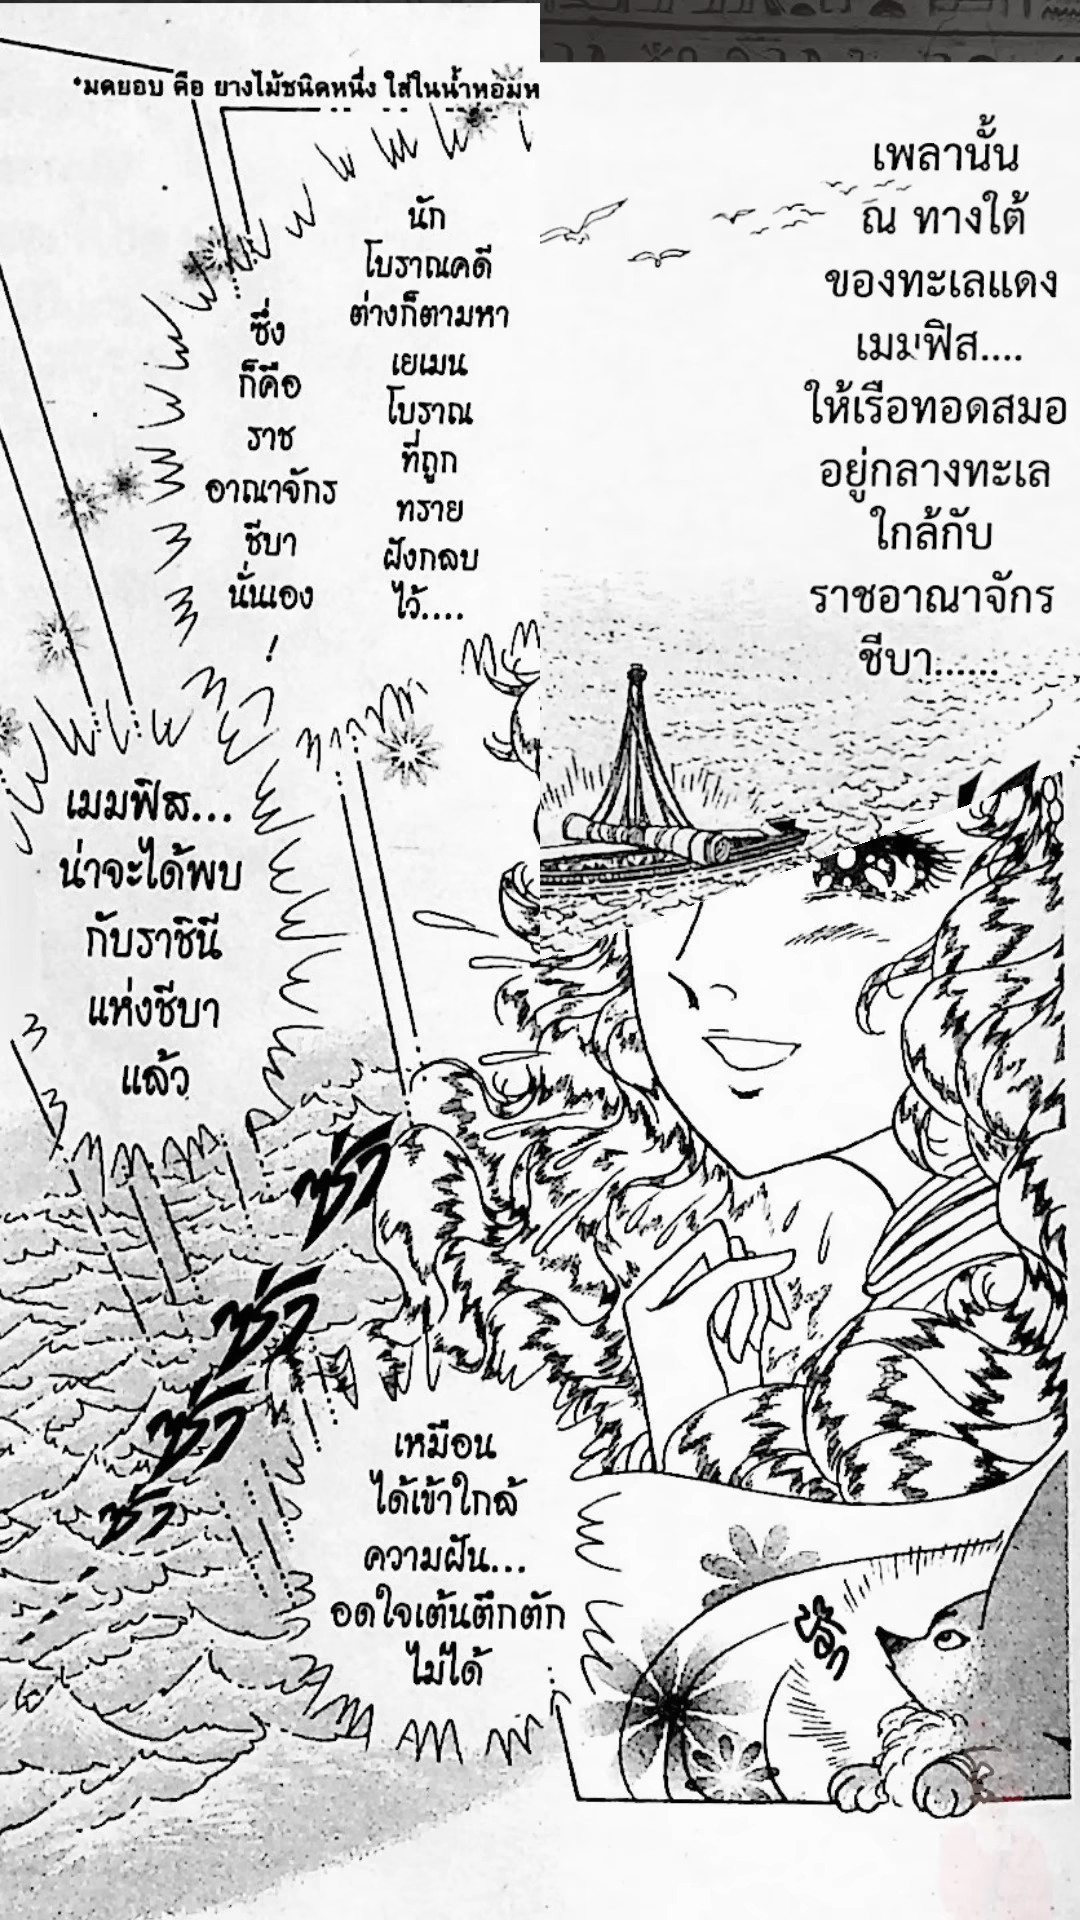 *มดยอบ คือ ยางไม้ชนิดหนึ่ง ใส่ในน้ำหอมห
นัก
โบราณคดี
ต่างก็ตามหา
เยเมน
โบราณ
ที่ถูก
ทราย
ฝังกลบ
ไว้....
ซึ่ง
ก็คือ
ราช
อาณาจักร
ชีบา
นั่นเอง
!
เมมฟิส...
น่าจะได้พบ
กับราชินี
แห่งชีบา
แล้ว
ซ่า
ซ่า
ซ่า
ซ่า
เหมือน
ได้เข้าใกล้
ความฝัน...
อดใจเต้นตึกตัก
ไม่ได้
เพลานั้น
ณ ทางใต้
ของทะเลแดง
เมมฟิส....
ให้เรือทอดสมอ
อยู่กลางทะเล
ใกล้กับ
ราชอาณาจักร
ชีบา......